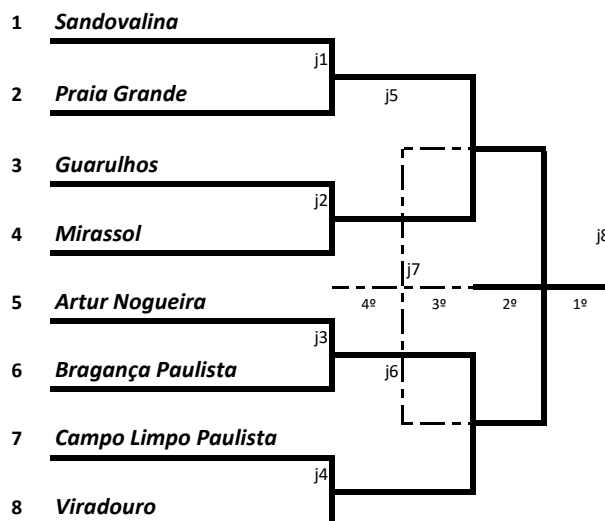 1 Sandovalina
j1
2 Praia Grande
j5
3 Guarulhos
j2
4 Mirassol
j8
j7
5 Artur Nogueira
4º 3º 2º 1º
j3
6 Bragança Paulista
j6
7 Campo Limpo Paulista
j4
8 Viradouro